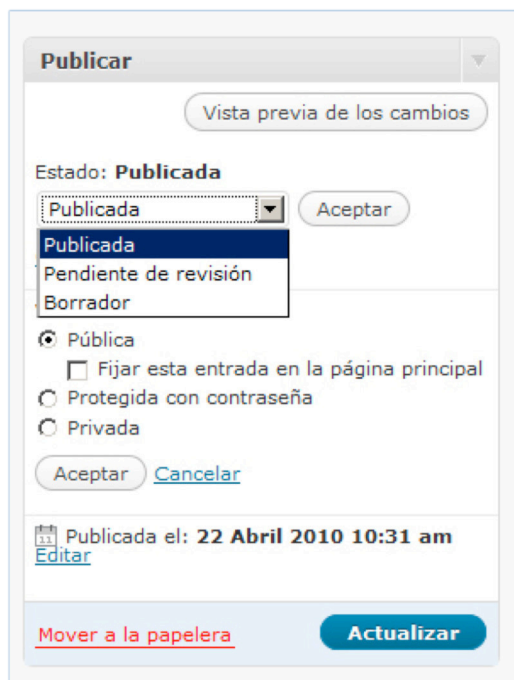 Publicar
Vista previa de los cambios
Estado: Publicada
Publicada Aceptar
Publicada
Pendiente de revisión
Borrador
Pública
Fijar esta entrada en la página principal
Protegida con contraseña
Privada
Aceptar Cancelar
11 Publicada el: 22 Abril 2010 10:31 am
Editar
Mover a la papelera Actualizar